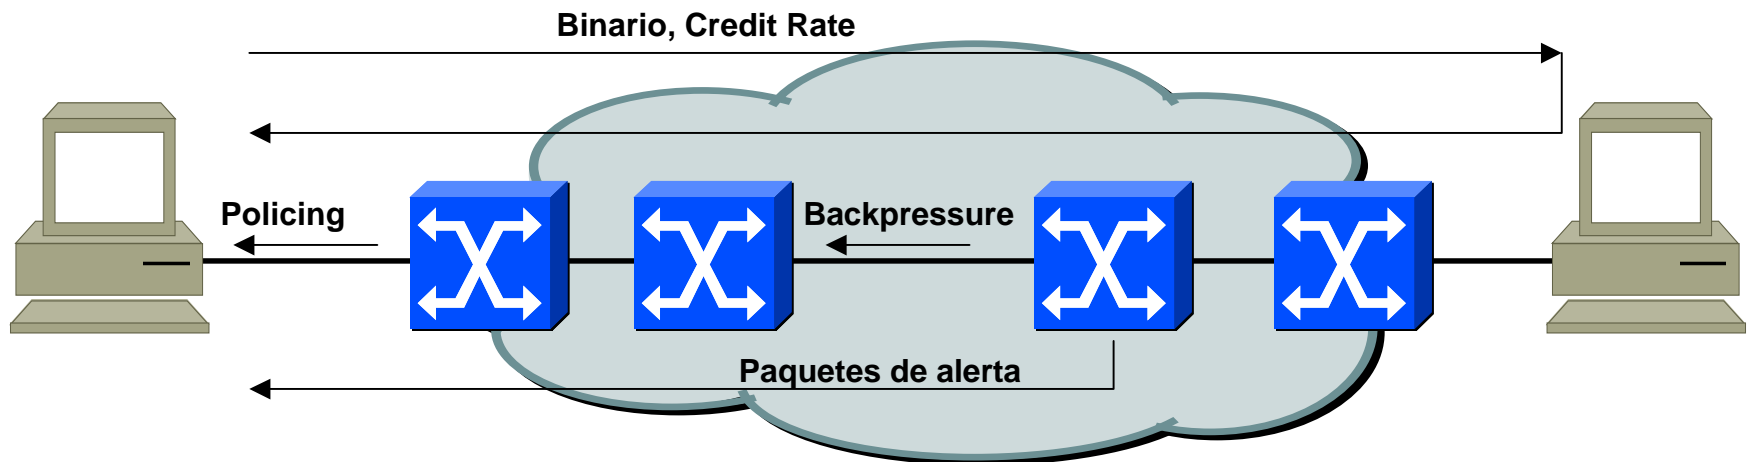 Binario, Credit Rate
Policing
Backpressure
Paquetes de alerta